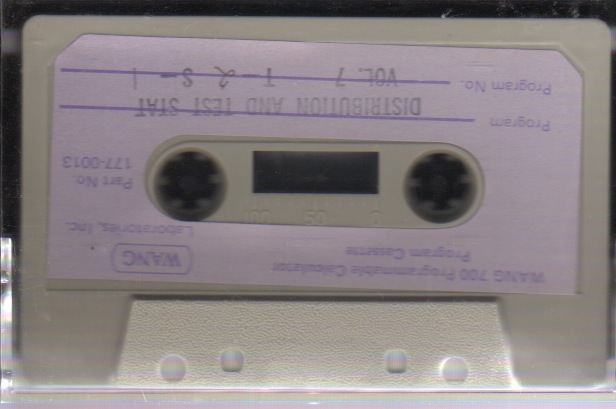 WANG 700 Programmable Calculator
Program Casette
WANG
Laboratories, Inc.
0 50 100
Part No.
177-0013
Program DISTRIBUTION AND TEST STAT
Program No. VOL. 7 T-2 S-1